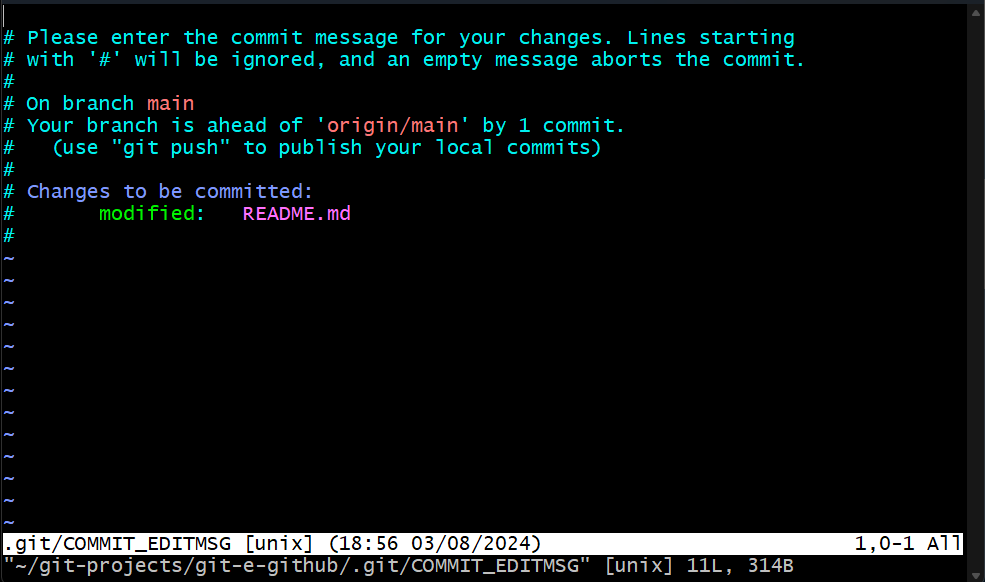 # Please enter the commit message for your changes. Lines starting
# with '#' will be ignored, and an empty message aborts the commit.
#
# On branch main
# Your branch is ahead of 'origin/main' by 1 commit.
#   (use "git push" to publish your local commits)
#
# Changes to be committed:
#       modified:   README.md
#
~
~
~
~
~
~
~
~
~
~
~
~
~
.git/COMMIT_EDITMSG [unix] (18:56 03/08/2024) 1,0-1 All
"~/git-projects/git-e-github/.git/COMMIT_EDITMSG" [unix] 11L, 314B